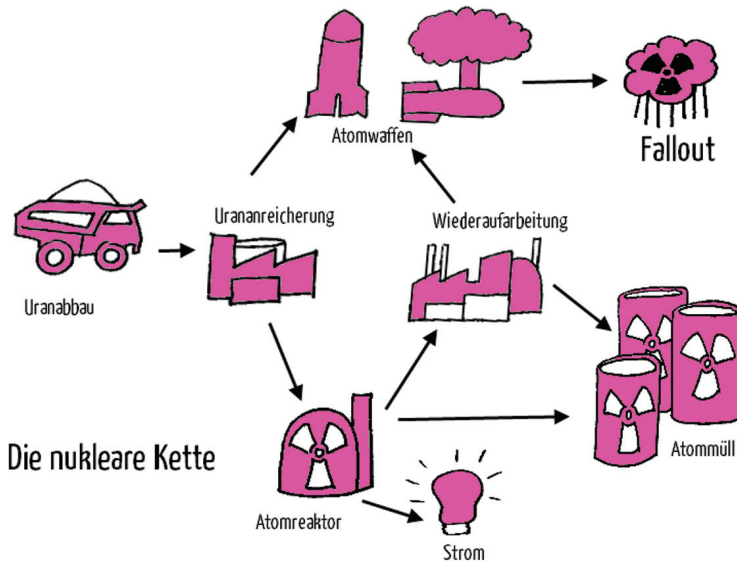 Atomwaffen
Fallout
Urananreicherung
Wiederaufarbeitung
Uranabbau
Die nukleare Kette
Atommüll
Atomreaktor
Strom